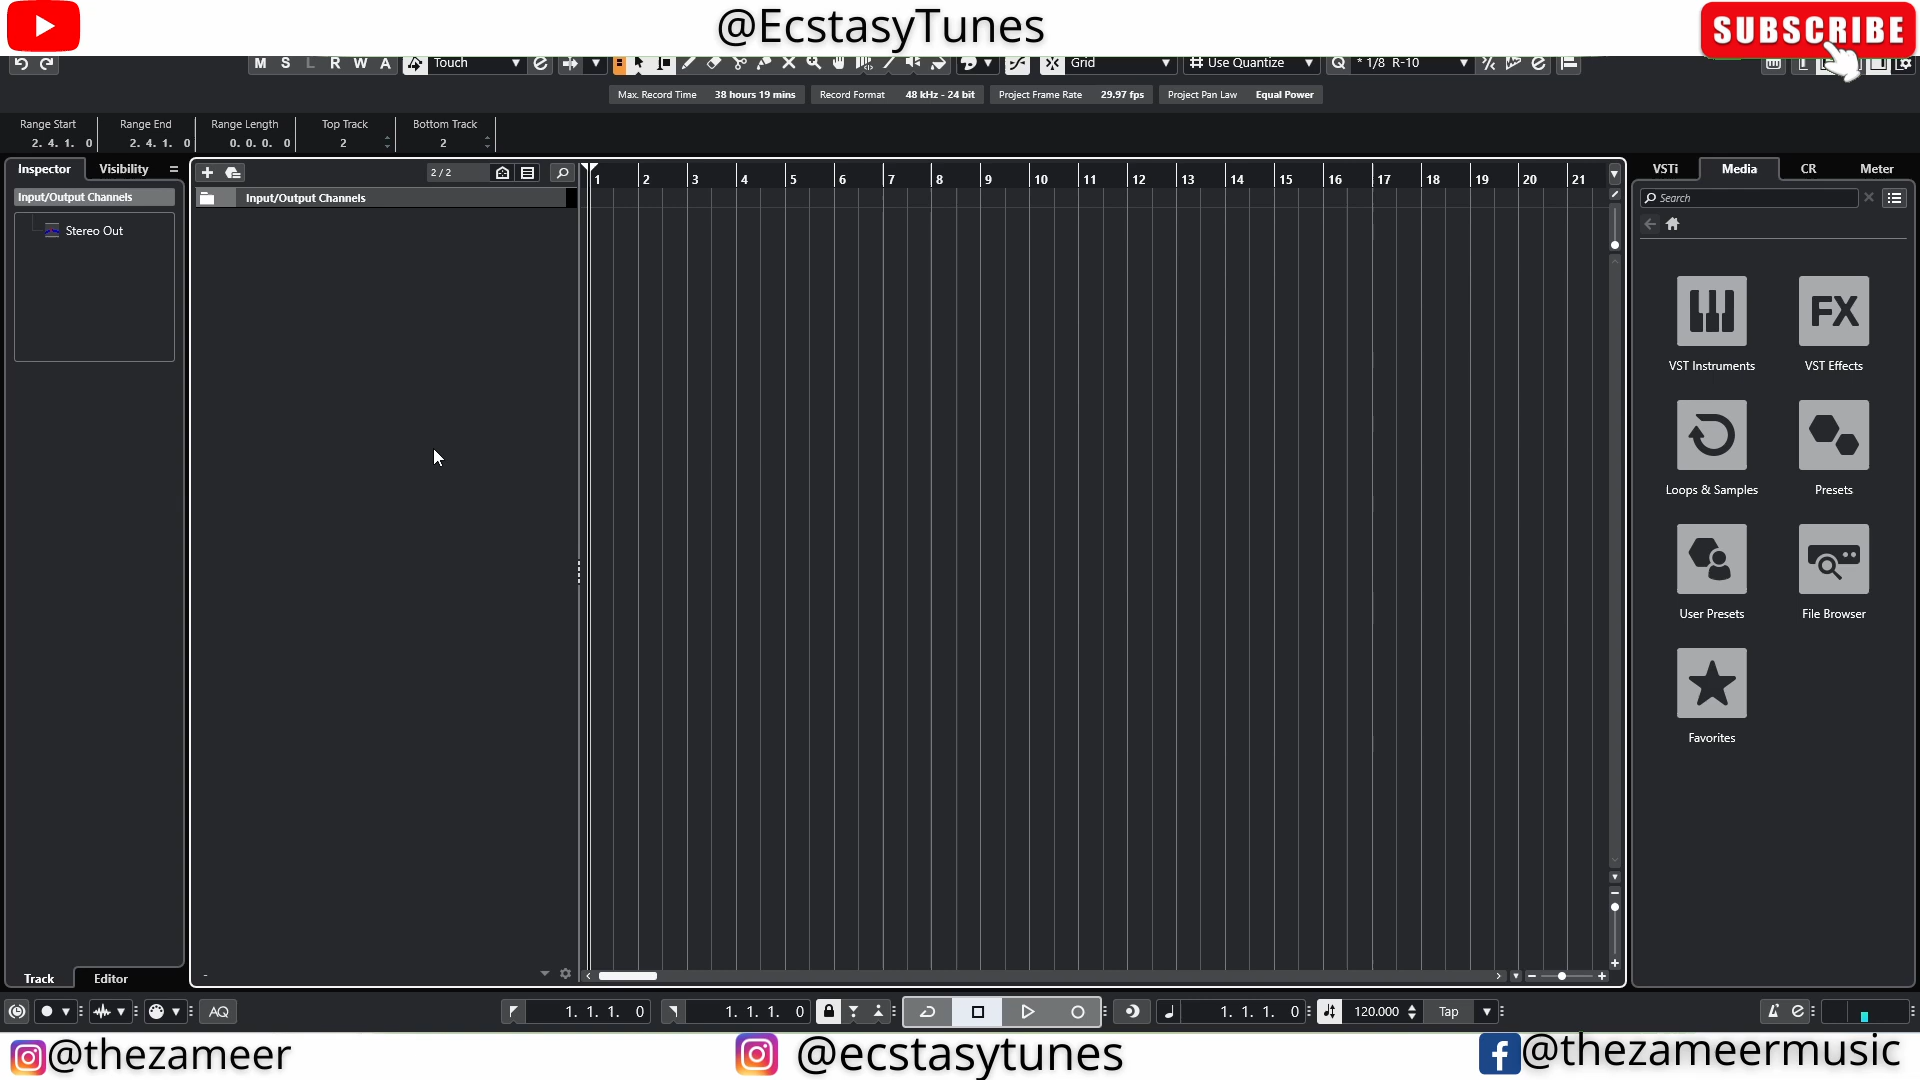 @EcstasyTunes
SUBSCRIBE
M S L R W A Touch Grid Use Quantize Q * 1/8 R-10
Max. Record Time 38 hours 19 mins Record Format 48 kHz - 24 bit Project Frame Rate 29.97 fps Project Pan Law Equal Power
Range Start Range End Range Length Top Track Bottom Track
2. 4. 1. 0 2. 4. 1. 0 0. 0. 0. 0 2 2
Inspector Visibility 2 / 2 1 2 3 4 5 6 7 8 9 10 11 12 13 14 15 16 17 18 19 20 21 VSTi Media CR Meter
Input/Output Channels Input/Output Channels Search
Stereo Out
FX
VST Instruments VST Effects
Loops & Samples Presets
User Presets File Browser
Favorites
Track Editor -
AQ 1. 1. 1. 0 1. 1. 1. 0 1. 1. 1. 0 120.000 Tap
@thezameer @ecstasytunes @thezameermusic